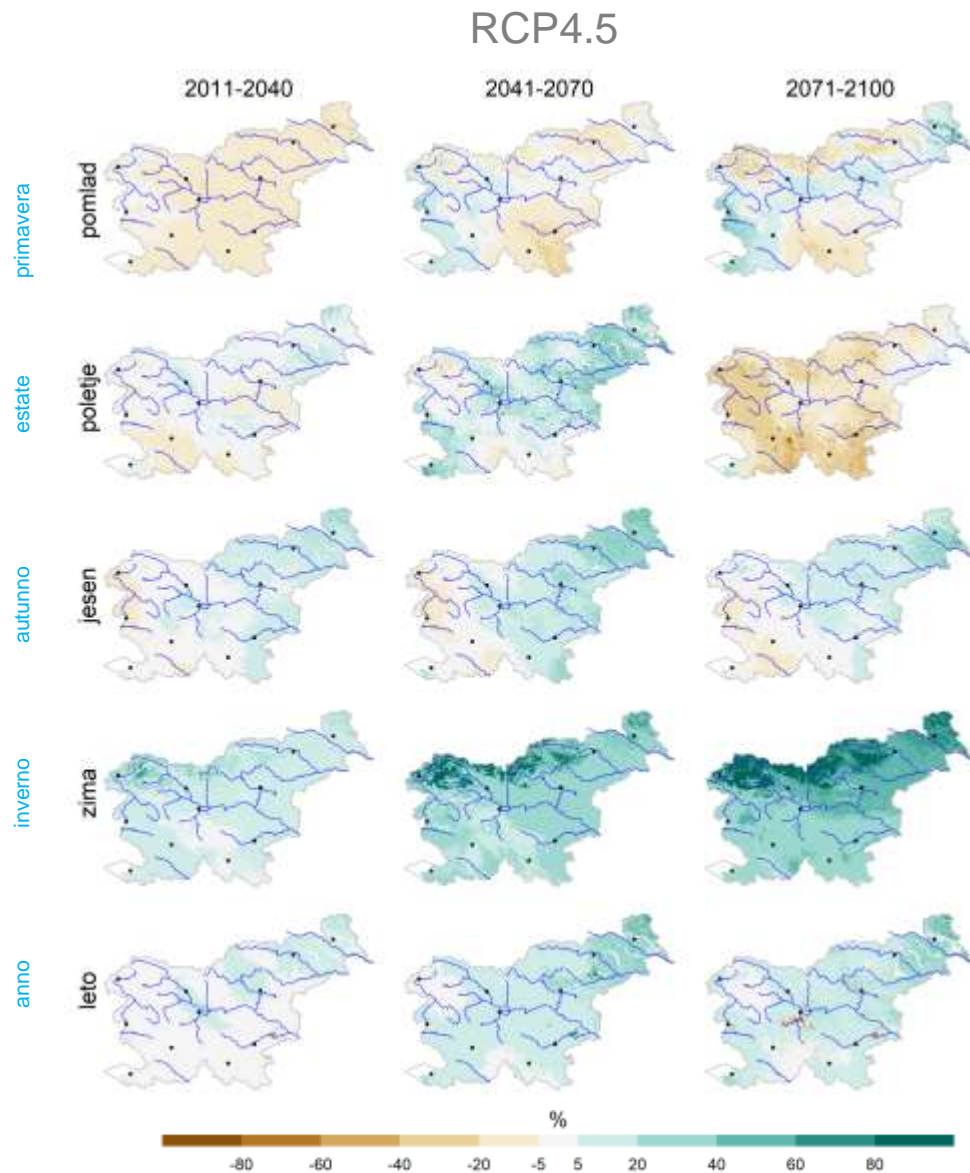 RCP4.5
2011-2040 2041-2070 2071-2100
primavera pomlad
estate poletje
autunno jesen
inverno zima
anno leto
%
-80 -60 -40 -20 -5 5 20 40 60 80